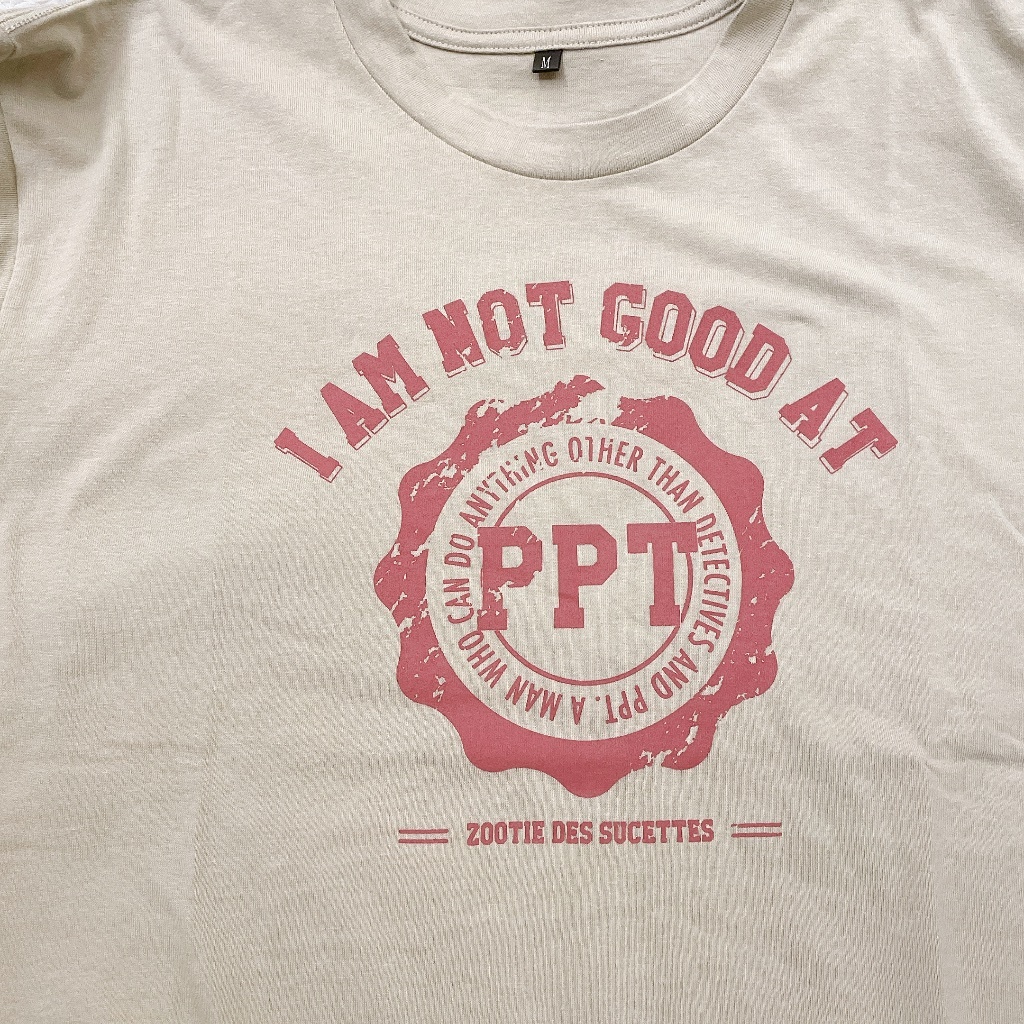 M
I AM NOT GOOD AT
A MAN WHO CAN DO ANYTHING OTHER THAN DETECTIVES AND PPT.
PPT
ZOOTIE DES SUCETTES